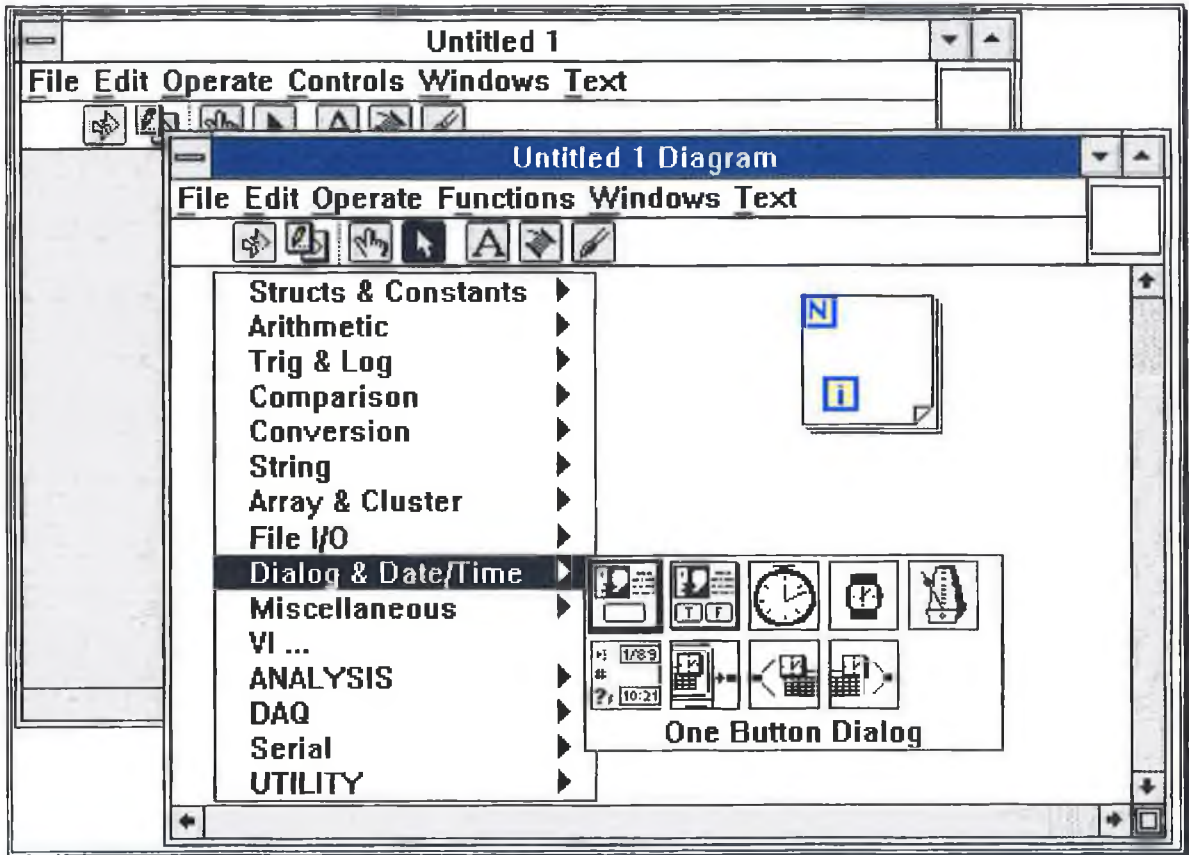 Untitled 1
File Edit Operate Controls Windows Text
A
Untitled 1 Diagram
File Edit Operate Functions Windows Text
A
Structs & Constants
Arithmetic
Trig & Log
Comparison
Conversion
String
Array & Cluster
File I/O
Dialog & Date/Time
Miscellaneous
VI ...
ANALYSIS
DAQ
Serial
UTILITY
N
i
T F
1/89
#
?
10:21
One Button Dialog